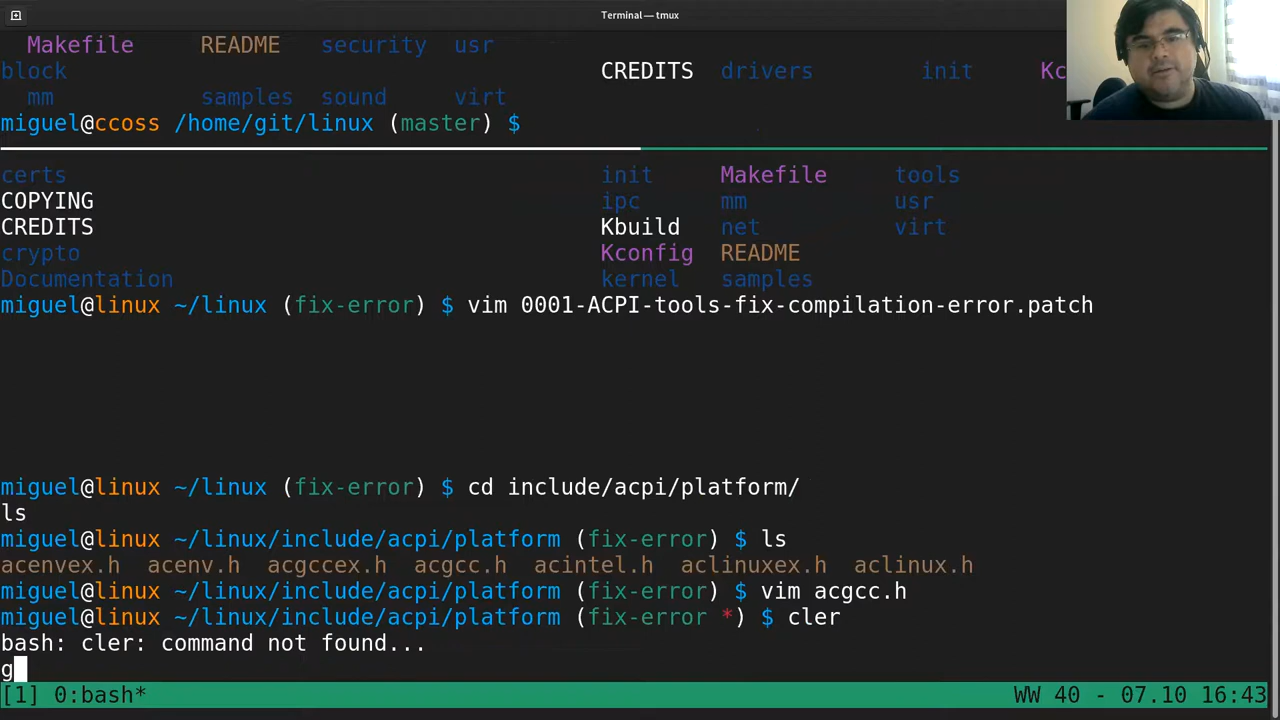 Terminal — tmux
Makefile README security usr
block CREDITS drivers init Kc
mm samples sound virt
miguel@ccoss /home/git/linux (master) $
certs init Makefile tools
COPYING ipc mm usr
CREDITS Kbuild net virt
crypto Kconfig README
Documentation kernel samples
miguel@linux ~/linux (fix-error) $ vim 0001-ACPI-tools-fix-compilation-error.patch
miguel@linux ~/linux (fix-error) $ cd include/acpi/platform/
ls
miguel@linux ~/linux/include/acpi/platform (fix-error) $ ls
acenvex.h acenv.h acgccex.h acgcc.h acintel.h aclinuxex.h aclinux.h
miguel@linux ~/linux/include/acpi/platform (fix-error) $ vim acgcc.h
miguel@linux ~/linux/include/acpi/platform (fix-error *) $ cler
bash: cler: command not found...
g
[1] 0:bash* WW 40 - 07.10 16:43